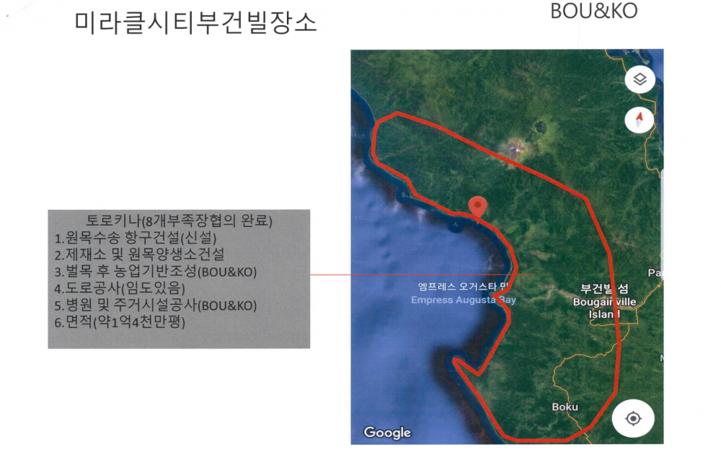 미라클시티부건빌장소
BOU&KO
토로키나(8개부족장협의 완료)
1.원목수송 항구건설(신설)
2.제재소 및 원목양생소건설
3.벌목 후 농업기반조성(BOU&KO)
4.도로공사(임도있음)
5.병원 및 주거시설공사(BOU&KO)
6.면적(약1억4천만평)
엠프레스 오거스타 만
Empress Augusta Bay
부건빌 섬
Bougainville
Island
Pa
Boku
Google